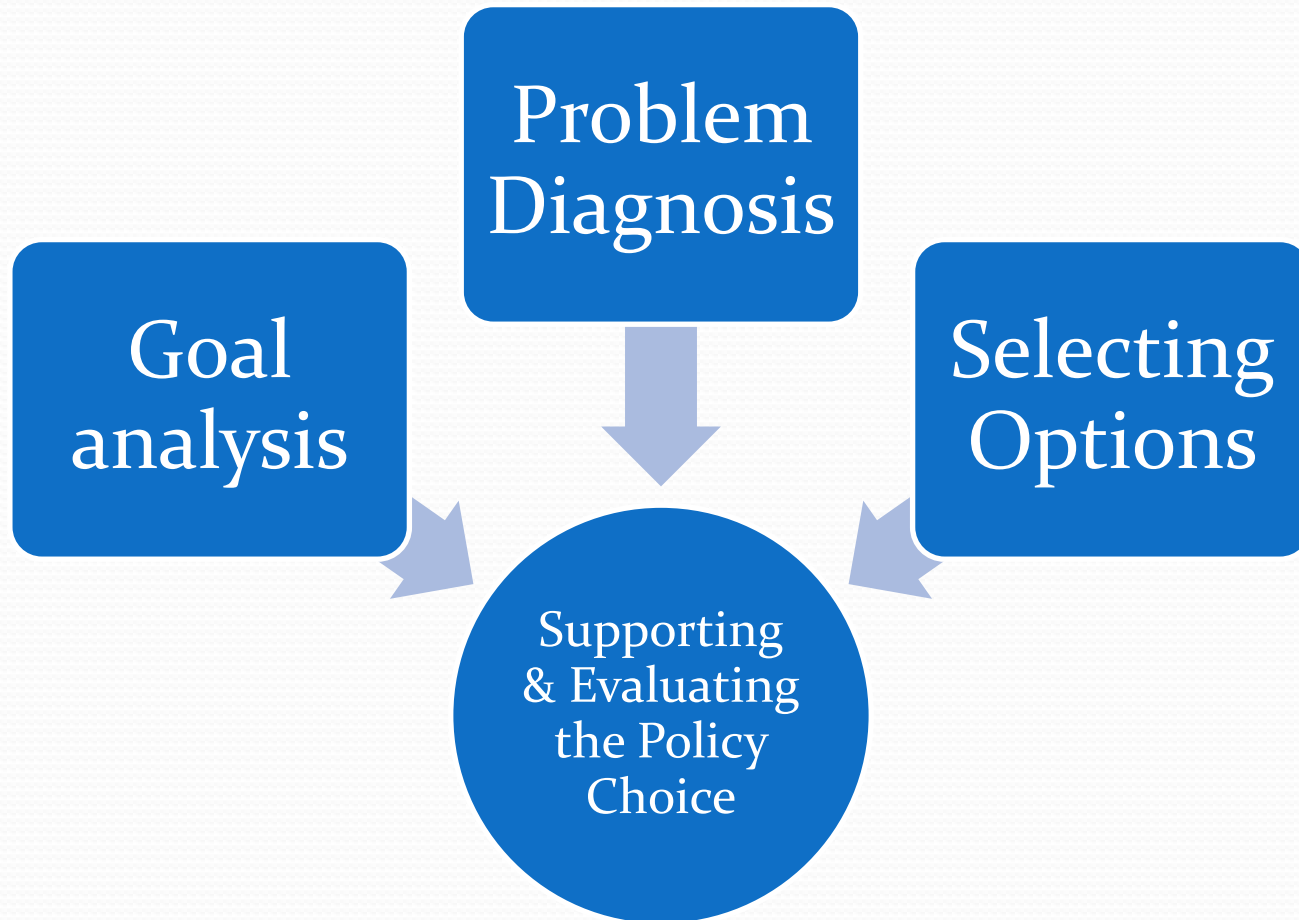 Problem
Diagnosis
Goal
analysis
Selecting
Options
Supporting
& Evaluating
the Policy
Choice